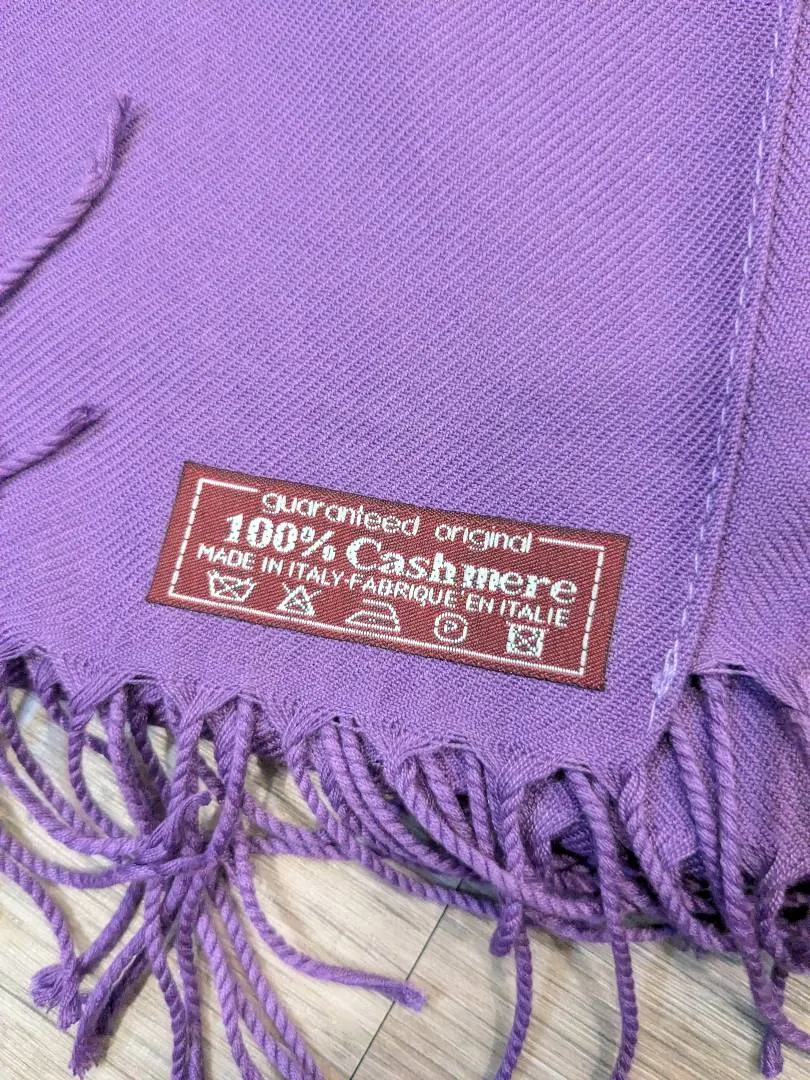 guaranteed original
100% Cashmere
MADE IN ITALY-FABRIQUE EN ITALIE
P